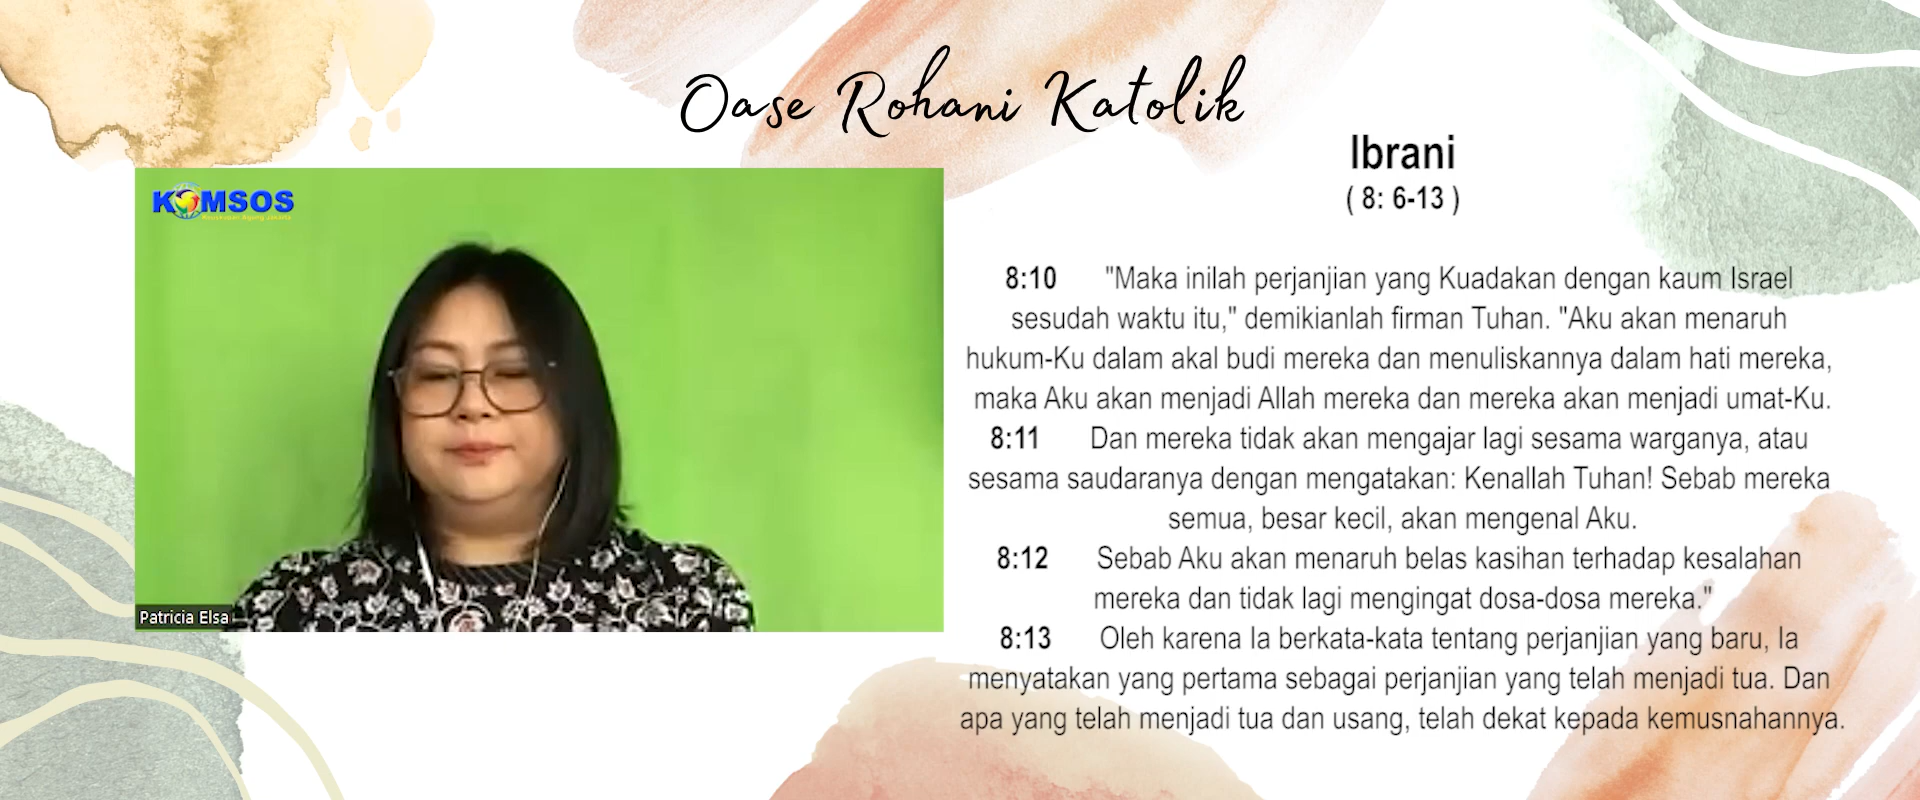 Oase Rohani Katolik
KOMSOS
Patricia Elsa
Ibrani
( 8: 6-13 )
8:10 "Maka inilah perjanjian yang Kuadakan dengan kaum Israel
sesudah waktu itu," demikianlah firman Tuhan. "Aku akan menaruh
hukum-Ku dalam akal budi mereka dan menuliskannya dalam hati mereka,
maka Aku akan menjadi Allah mereka dan mereka akan menjadi umat-Ku.
8:11 Dan mereka tidak akan mengajar lagi sesama warganya, atau
sesama saudaranya dengan mengatakan: Kenallah Tuhan! Sebab mereka
semua, besar kecil, akan mengenal Aku.
8:12 Sebab Aku akan menaruh belas kasihan terhadap kesalahan
mereka dan tidak lagi mengingat dosa-dosa mereka."
8:13 Oleh karena Ia berkata-kata tentang perjanjian yang baru, Ia
menyatakan yang pertama sebagai perjanjian yang telah menjadi tua. Dan
apa yang telah menjadi tua dan usang, telah dekat kepada kemusnahannya.